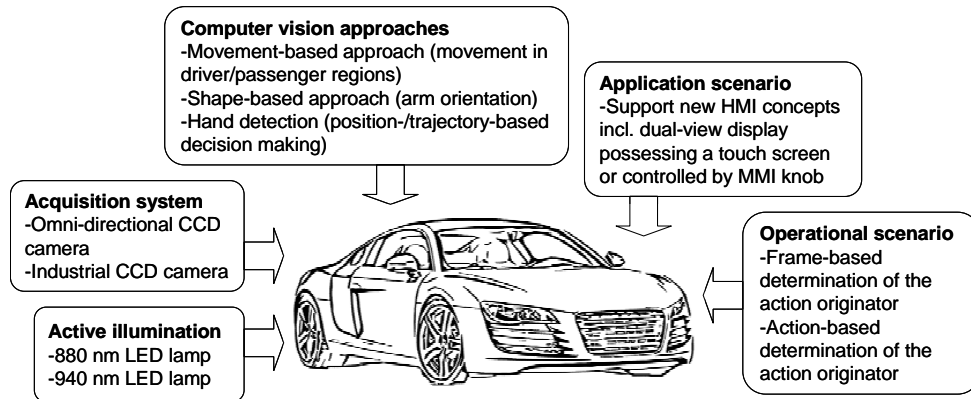 Computer vision approaches
-Movement-based approach (movement in
driver/passenger regions)
-Shape-based approach (arm orientation)
-Hand detection (position-/trajectory-based
decision making)
Application scenario
-Support new HMI concepts
incl. dual-view display
possessing a touch screen
or controlled by MMI knob
Acquisition system
-Omni-directional CCD
camera
-Industrial CCD camera
Operational scenario
-Frame-based
determination of the
action originator
-Action-based
determination of the
action originator
Active illumination
-880 nm LED lamp
-940 nm LED lamp